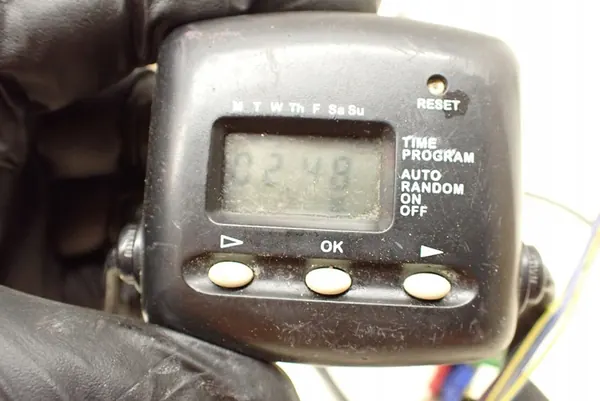 RESET
M T W Th F Sa Su
TIME
PROGRAM
02:48
AUTO
RANDOM
ON
OFF
OK